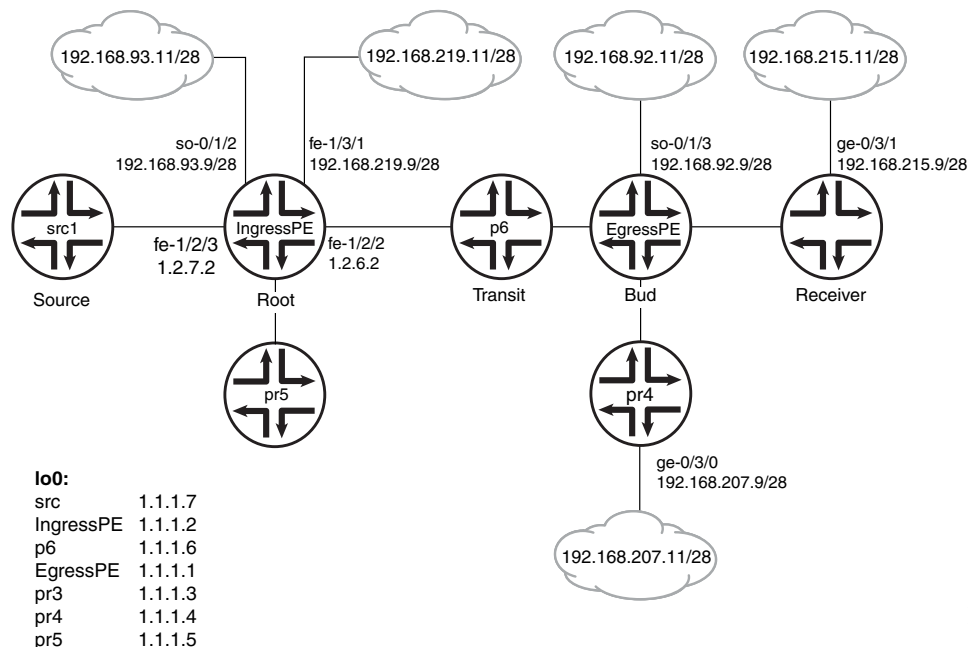 192.168.93.11/28
192.168.219.11/28
192.168.92.11/28
192.168.215.11/28
so-0/1/2
192.168.93.9/28
fe-1/3/1
192.168.219.9/28
so-0/1/3
192.168.92.9/28
ge-0/3/1
192.168.215.9/28
src1
IngressPE
p6
EgressPE
fe-1/2/3
1.2.7.2
fe-1/2/2
1.2.6.2
Source
Root
Transit
Bud
Receiver
pr5
pr4
ge-0/3/0
192.168.207.9/28
192.168.207.11/28
lo0:
src 1.1.1.7
IngressPE 1.1.1.2
p6 1.1.1.6
EgressPE 1.1.1.1
pr3 1.1.1.3
pr4 1.1.1.4
pr5 1.1.1.5